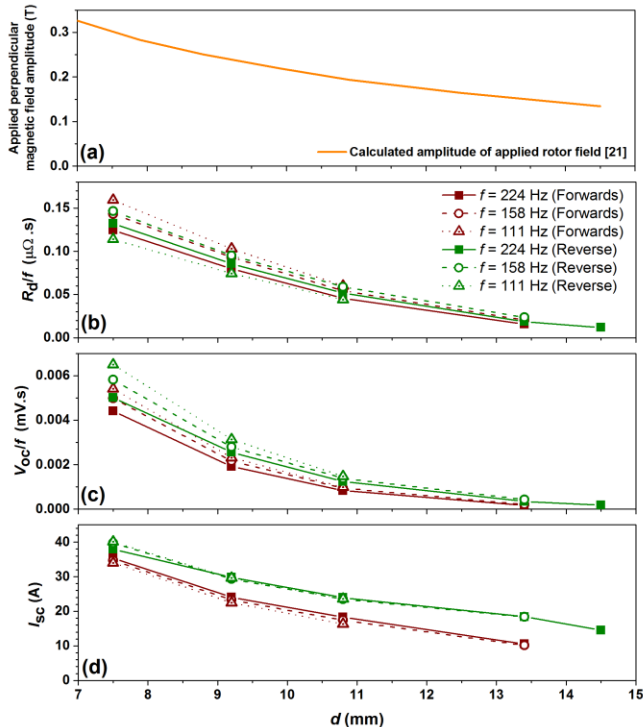 Applied perpendicular
magnetic field amplitude (T)
0.3
0.2
0.1
0.0
(a)
Calculated amplitude of applied rotor field [21]
R_d/f (µΩ.s)
0.15
0.10
0.05
0.00
(b)
f = 224 Hz (Forwards)
f = 158 Hz (Forwards)
f = 111 Hz (Forwards)
f = 224 Hz (Reverse)
f = 158 Hz (Reverse)
f = 111 Hz (Reverse)
V_oc/f (mV.s)
0.006
0.004
0.002
0.000
(c)
I_sc (A)
40
30
20
10
0
(d)
7 8 9 10 11 12 13 14 15
d (mm)